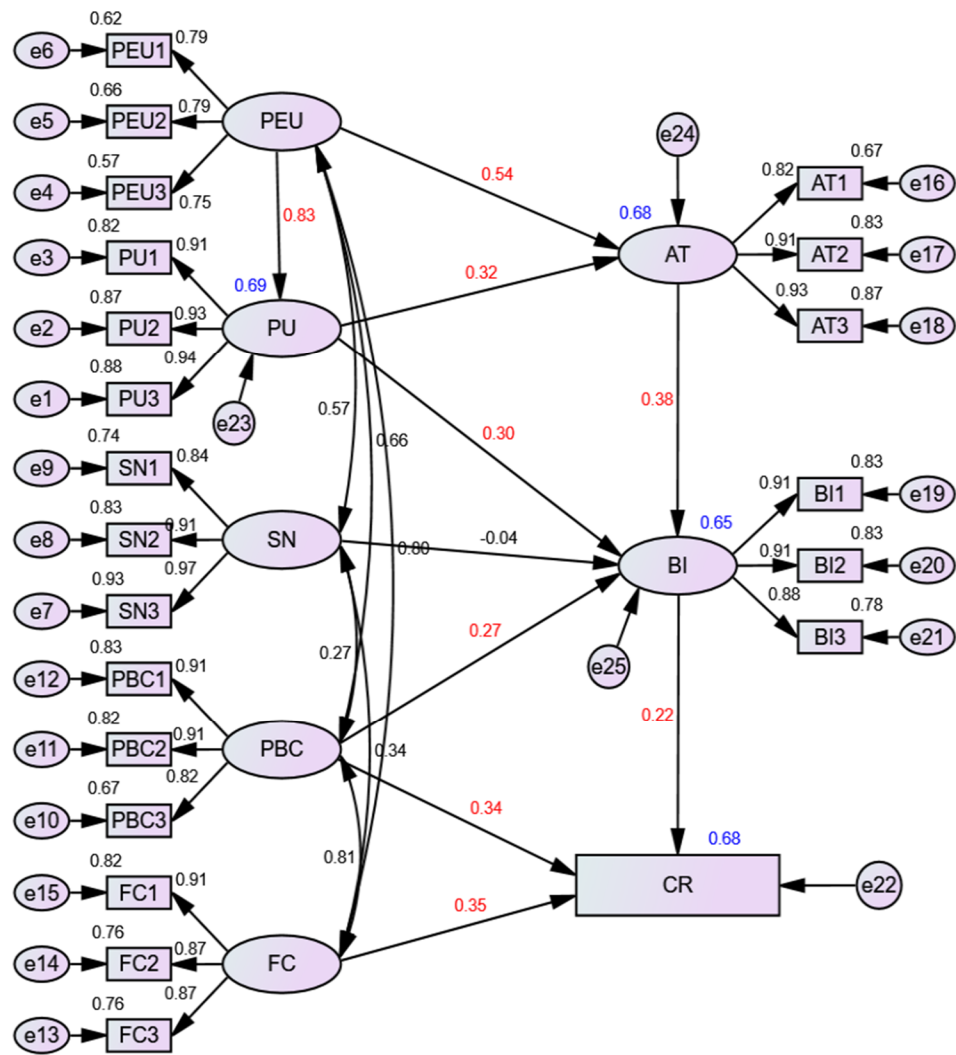 0.62
e6 PEU1 0.79
0.66
e5 PEU2 0.79
0.57
e4 PEU3 0.75
PEU
0.82
e3 PU1 0.91
0.87
e2 PU2 0.93
0.88
e1 PU3 0.94
0.83
0.69
PU
e23
0.74
e9 SN1 0.84
0.83
e8 SN2 0.91
0.93
e7 SN3 0.97
SN
0.83
e12 PBC1 0.91
0.82
e11 PBC2 0.91
0.67
e10 PBC3 0.82
PBC
0.82
e15 FC1 0.91
0.76
e14 FC2 0.87
0.76
e13 FC3 0.87
FC
0.57
0.66
0.80
0.27
0.34
0.81
0.54
0.32
0.30
-0.04
0.27
0.34
0.35
e24
0.68
AT
0.82 AT1 0.67 e16
0.91 AT2 0.83 e17
0.93 AT3 0.87 e18
0.38
0.65
BI
e25
0.91 BI1 0.83 e19
0.91 BI2 0.83 e20
0.88 BI3 0.78 e21
0.22
0.68
CR
e22